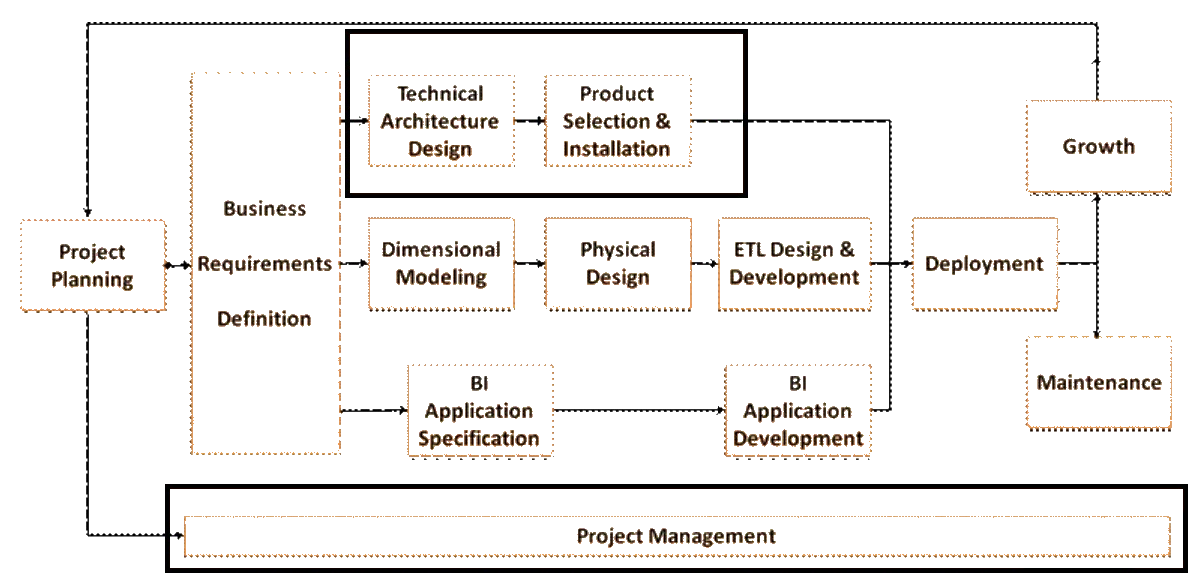 Technical
Architecture
Design
Product
Selection &
Installation
Growth
Business
Requirements
Definition
Project
Planning
Dimensional
Modeling
Physical
Design
ETL Design &
Development
Deployment
BI
Application
Specification
BI
Application
Development
Maintenance
Project Management